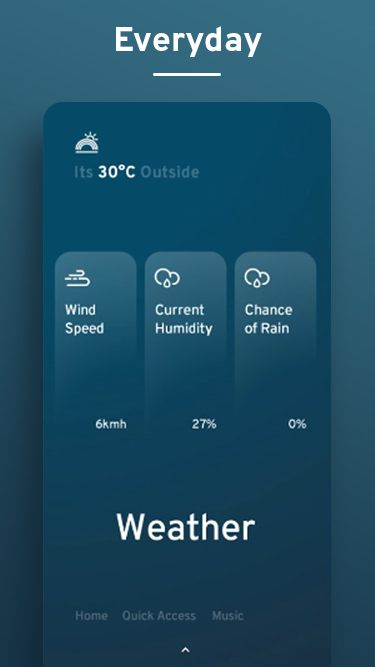 Everyday
Its 30°C Outside
Wind
Speed
Current
Humidity
Chance
of Rain
6kmh
27%
0%
Weather
Home Quick Access Music